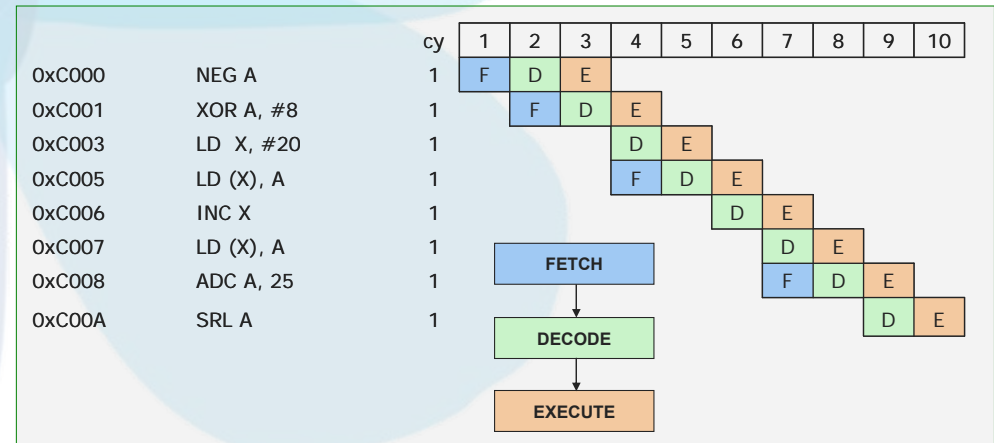 cy 1 2 3 4 5 6 7 8 9 10
0xC000 NEG A 1 F D E
0xC001 XOR A, #8 1 F D E
0xC003 LD X, #20 1 D E
0xC005 LD (X), A 1 F D E
0xC006 INC X 1 D E
0xC007 LD (X), A 1 D E
0xC008 ADC A, 25 1 F D E
0xC00A SRL A 1 D E
FETCH
DECODE
EXECUTE